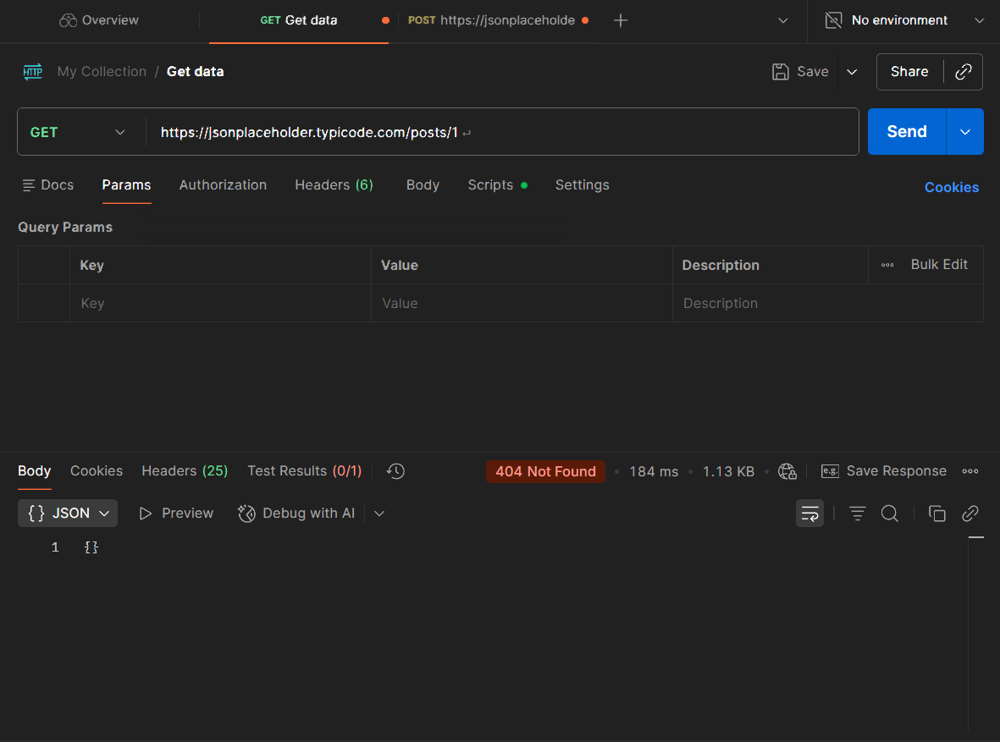 Overview GET Get data POST https://jsonplaceholde No environment
HTTP My Collection / Get data Save Share
GET https://jsonplaceholder.typicode.com/posts/1 ↵ Send
Docs Params Authorization Headers (6) Body Scripts Settings Cookies
Query Params
Key Value Description Bulk Edit
Key Value Description
Body Cookies Headers (25) Test Results (0/1) 404 Not Found • 184 ms • 1.13 KB • e.g. Save Response
{} JSON Preview Debug with AI
1 {}